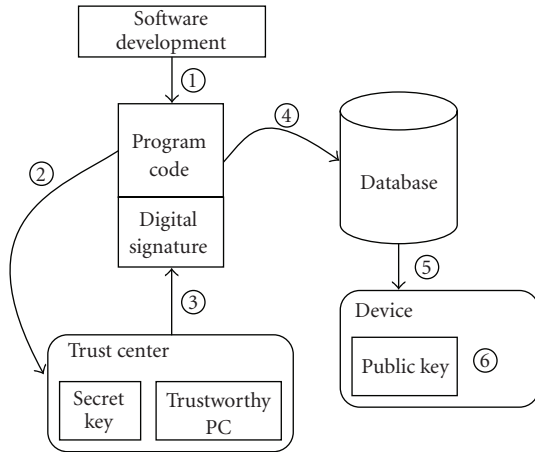 Software
development
①
Program
code
④
②
Database
Digital
signature
⑤
③
Device
Trust center
Public key
⑥
Secret
key
Trustworthy
PC